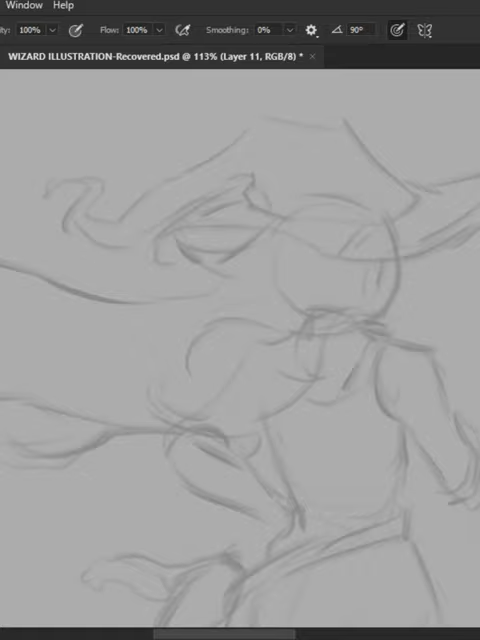 Window Help
ity: 100% Flow: 100% Smoothing: 0% 90°
WIZARD ILLUSTRATION-Recovered.psd @ 113% (Layer 11, RGB/8) * ×